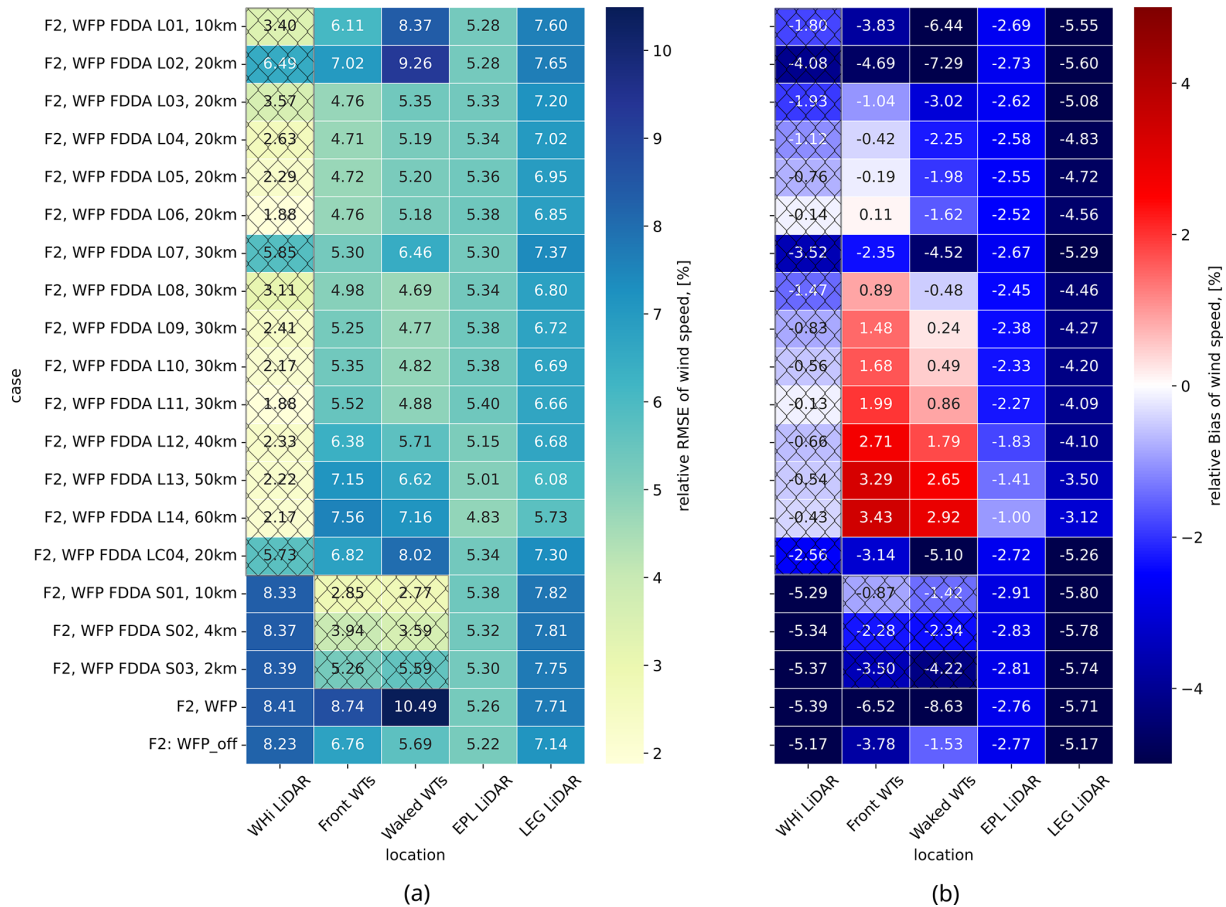 F2, WFP FDDA L01, 10km 3.40 6.11 8.37 5.28 7.60 -1.80 -3.83 -6.44 -2.69 -5.55
F2, WFP FDDA L02, 20km 6.49 7.02 9.26 5.28 7.65 -4.08 -4.69 -7.29 -2.73 -5.60
F2, WFP FDDA L03, 20km 3.57 4.76 5.35 5.33 7.20 -1.93 -1.04 -3.02 -2.62 -5.08
F2, WFP FDDA L04, 20km 2.63 4.71 5.19 5.34 7.02 -1.12 -0.42 -2.25 -2.58 -4.83
F2, WFP FDDA L05, 20km 2.29 4.72 5.20 5.36 6.95 -0.76 -0.19 -1.98 -2.55 -4.72
F2, WFP FDDA L06, 20km 1.88 4.76 5.18 5.38 6.85 -0.14 0.11 -1.62 -2.52 -4.56
F2, WFP FDDA L07, 30km 5.85 5.30 6.46 5.30 7.37 -3.52 -2.35 -4.52 -2.67 -5.29
F2, WFP FDDA L08, 30km 3.11 4.98 4.69 5.34 6.80 -1.47 0.89 -0.48 -2.45 -4.46
F2, WFP FDDA L09, 30km 2.41 5.25 4.77 5.38 6.72 -0.83 1.48 0.24 -2.38 -4.27
F2, WFP FDDA L10, 30km 2.17 5.35 4.82 5.38 6.69 -0.56 1.68 0.49 -2.33 -4.20
F2, WFP FDDA L11, 30km 1.88 5.52 4.88 5.40 6.66 -0.13 1.99 0.86 -2.27 -4.09
F2, WFP FDDA L12, 40km 2.33 6.38 5.71 5.15 6.68 -0.66 2.71 1.79 -1.83 -4.10
F2, WFP FDDA L13, 50km 2.22 7.15 6.62 5.01 6.08 -0.54 3.29 2.65 -1.41 -3.50
F2, WFP FDDA L14, 60km 2.17 7.56 7.16 4.83 5.73 -0.43 3.43 2.92 -1.00 -3.12
F2, WFP FDDA LC04, 20km 5.73 6.82 8.02 5.34 7.30 -2.56 -3.14 -5.10 -2.72 -5.26
F2, WFP FDDA S01, 10km 8.33 2.85 2.77 5.38 7.82 -5.29 -0.87 -1.42 -2.91 -5.80
F2, WFP FDDA S02, 4km 8.37 3.94 3.59 5.32 7.81 -5.34 -2.28 -2.34 -2.83 -5.78
F2, WFP FDDA S03, 2km 8.39 5.26 5.59 5.30 7.75 -5.37 -3.50 -4.22 -2.81 -5.74
F2, WFP 8.41 8.74 10.49 5.26 7.71 -5.39 -6.52 -8.63 -2.76 -5.71
F2: WFP_off 8.23 6.76 5.69 5.22 7.14 -5.17 -3.78 -1.53 -2.77 -5.17
case
WHi LiDAR Front WTs Waked WTs EPL LiDAR LEG LiDAR
location
10
9
8
7
6
5
4
3
2
relative RMSE of wind speed, [%]
(a)
WHi LiDAR Front WTs Waked WTs EPL LiDAR LEG LiDAR
location
4
2
0
−2
−4
relative Bias of wind speed, [%]
(b)